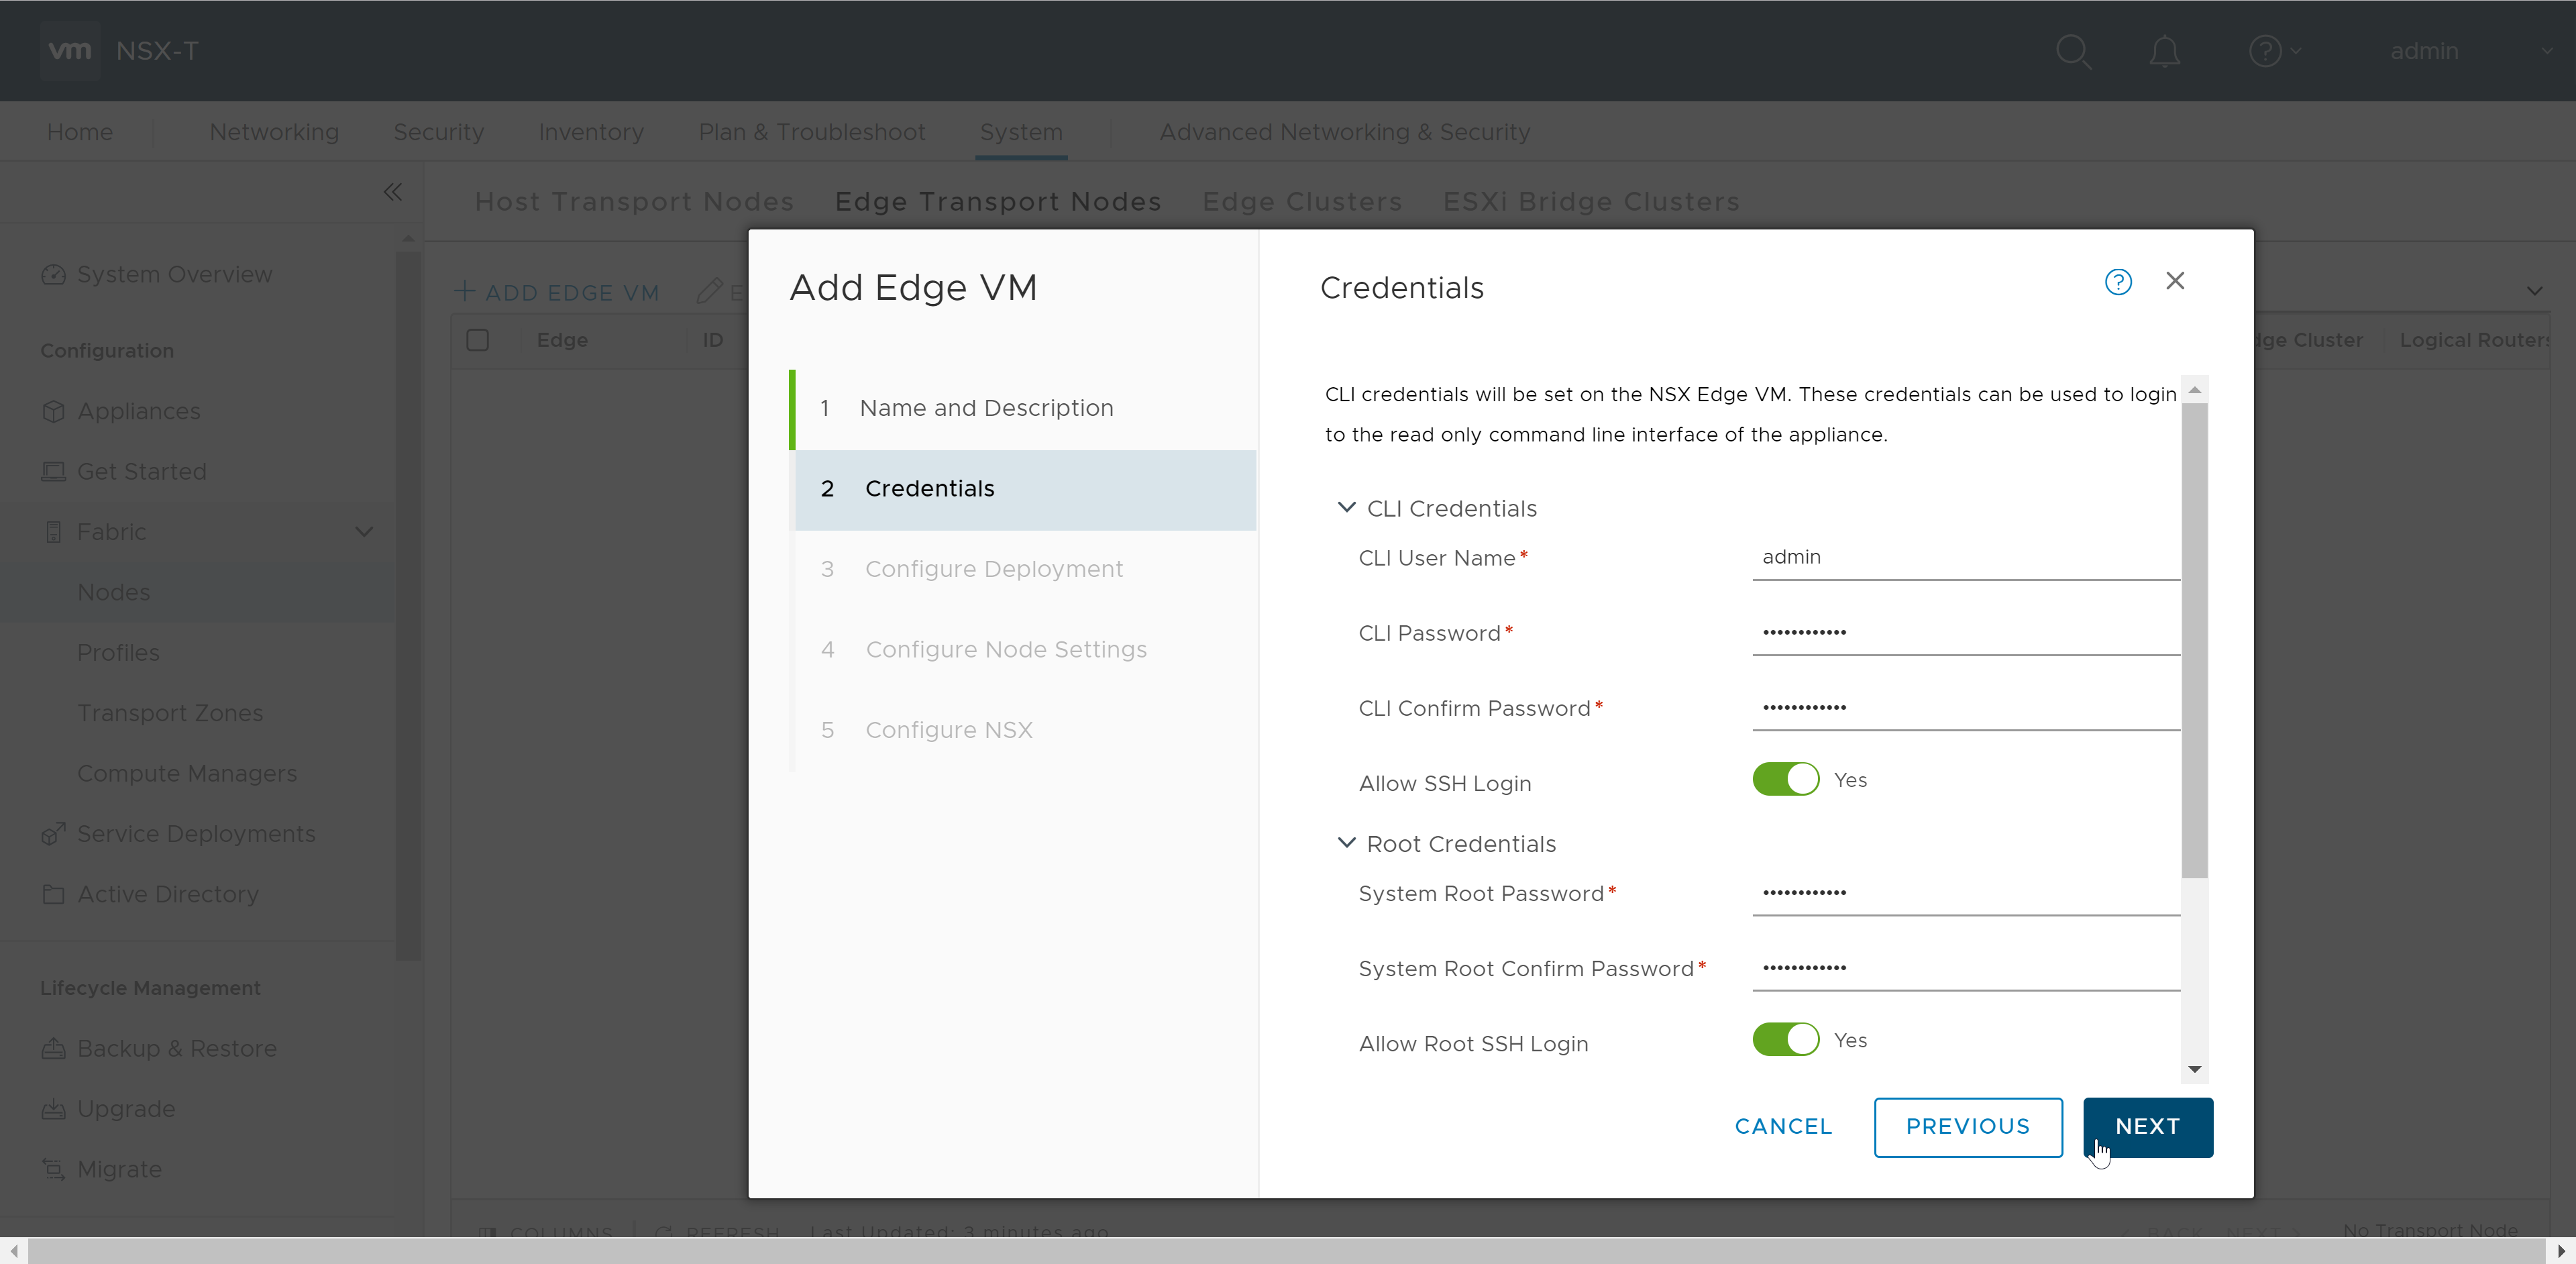 vm NSX-T
admin
Home Networking Security Inventory Plan & Troubleshoot System Advanced Networking & Security
Host Transport Nodes Edge Transport Nodes Edge Clusters ESXi Bridge Clusters
System Overview
Configuration
Appliances
Get Started
Fabric
Nodes
Profiles
Transport Zones
Compute Managers
Service Deployments
Active Directory
Lifecycle Management
Backup & Restore
Upgrade
Migrate
+ ADD EDGE VM
Edge ID
Cluster Logical Routers
Add Edge VM
1 Name and Description
2 Credentials
3 Configure Deployment
4 Configure Node Settings
5 Configure NSX
Credentials
CLI credentials will be set on the NSX Edge VM. These credentials can be used to login
to the read only command line interface of the appliance.
CLI Credentials
CLI User Name* admin
CLI Password* ••••••••••••
CLI Confirm Password* ••••••••••••
Allow SSH Login Yes
Root Credentials
System Root Password* ••••••••••••
System Root Confirm Password* ••••••••••••
Allow Root SSH Login Yes
CANCEL PREVIOUS NEXT
COLUMNS REFRESH Last Updated: 3 minutes ago BACK NEXT No Transport Node